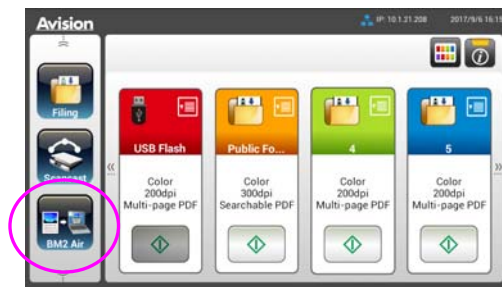 Avision
IP: 10.1.21.208 2017/9/6 16:15
Filing
Scancast
BM2 Air
USB Flash
Color
200dpi
Multi-page PDF
Public Fo...
Color
300dpi
Searchable PDF
4
Color
200dpi
Multi-page PDF
5
Color
200dpi
Multi-page PDF